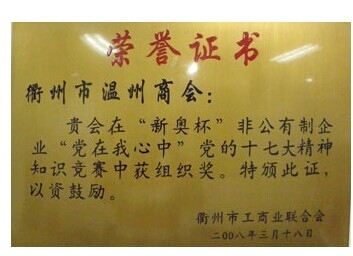 荣誉证书
衢州市温州商会：
贵会在“新奥杯”非公有制企
业“党在我心中”党的十七大精神
知识竞赛中获组织奖。特颁此证，
以资鼓励。
衢州市工商业联合会
二〇〇八年三月十八日